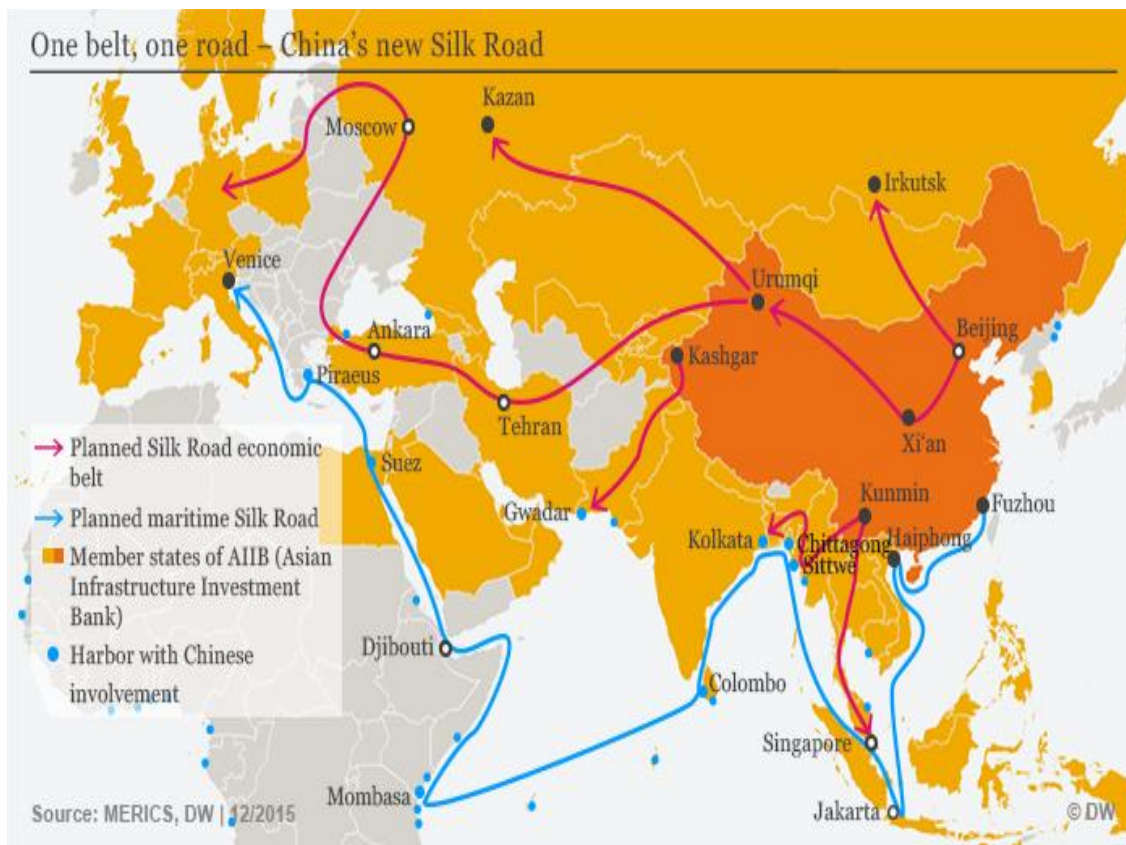 One belt, one road – China's new Silk Road
Kazan
Moscow
Irkutsk
Venice
Urumqi
Ankara
Beijing
Kashgar
Piraeus
Tehran
Xi'an
Planned Silk Road economic
belt
Suez
Kunmin
Fuzhou
Gwadar
Planned maritime Silk Road
Kolkata
Chittagong
Haiphong
Sittwe
Member states of AIIB (Asian
Infrastructure Investment
Bank)
Djibouti
Harbor with Chinese
involvement
Colombo
Singapore
Mombasa
Jakarta
Source: MERICS, DW | 12/2015
© DW